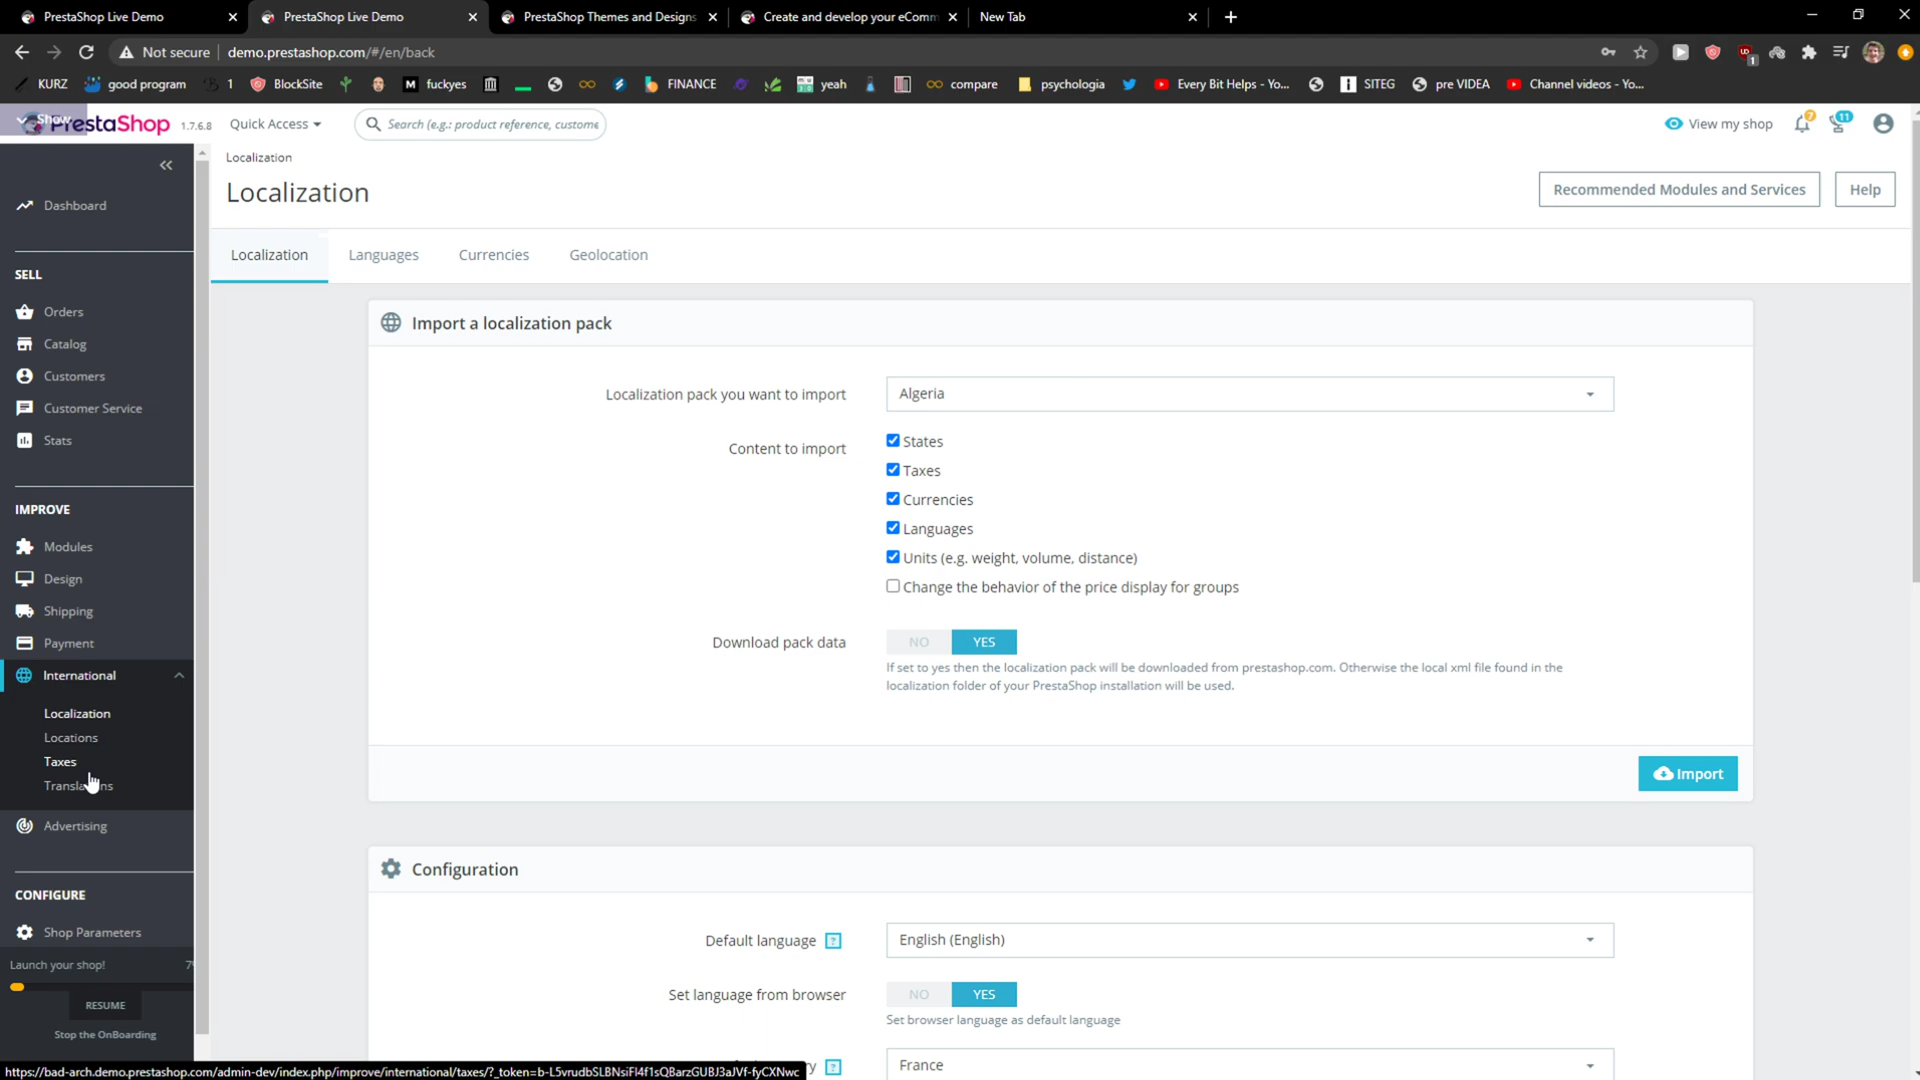 PrestaShop Live Demo
PrestaShop Live Demo
PrestaShop Themes and Designs
Create and develop your eComm
New Tab
Not secure
demo.prestashop.com/#/en/back
KURZ
good program
1
BlockSite
fuckyes
FINANCE
yeah
compare
psychologia
Every Bit Helps - Yo...
SITEG
pre VIDEA
Channel videos - Yo...
Show
PrestaShop
1.7.6.8
Quick Access
Search (e.g.: product reference, custome
View my shop
7
11
Localization
Localization
Recommended Modules and Services
Help
Localization
Languages
Currencies
Geolocation
Dashboard
SELL
Orders
Catalog
Customers
Customer Service
Stats
IMPROVE
Modules
Design
Shipping
Payment
International
Localization
Locations
Taxes
Advertising
CONFIGURE
Shop Parameters
Launch your shop!
RESUME
Stop the OnBoarding
Import a localization pack
Localization pack you want to import
Algeria
Content to import
States
Taxes
Currencies
Languages
Units (e.g. weight, volume, distance)
Change the behavior of the price display for groups
Download pack data
NO
YES
If set to yes then the localization pack will be downloaded from prestashop.com. Otherwise the local xml file found in the
localization folder of your PrestaShop installation will be used.
Import
Configuration
Default language
?
English (English)
Set language from browser
NO
YES
Set browser language as default language
?
France